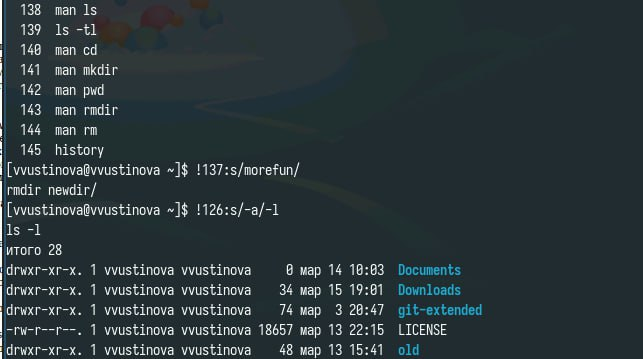 138  man ls
139  ls -tl
140  man cd
141  man mkdir
142  man pwd
143  man rmdir
144  man rm
145  history
[vvustinova@vvustinova ~]$ !137:s/morefun/
rmdir newdir/
[vvustinova@vvustinova ~]$ !126:s/-a/-l
ls -l
итого 28
drwxr-xr-x. 1 vvustinova vvustinova     0 мар 14 10:03  Documents
drwxr-xr-x. 1 vvustinova vvustinova    34 мар 15 19:01  Downloads
drwxr-xr-x. 1 vvustinova vvustinova    74 мар  3 20:47  git-extended
-rw-r--r--. 1 vvustinova vvustinova 18657 мар 13 22:15  LICENSE
drwxr-xr-x. 1 vvustinova vvustinova    48 мар 13 15:41  old